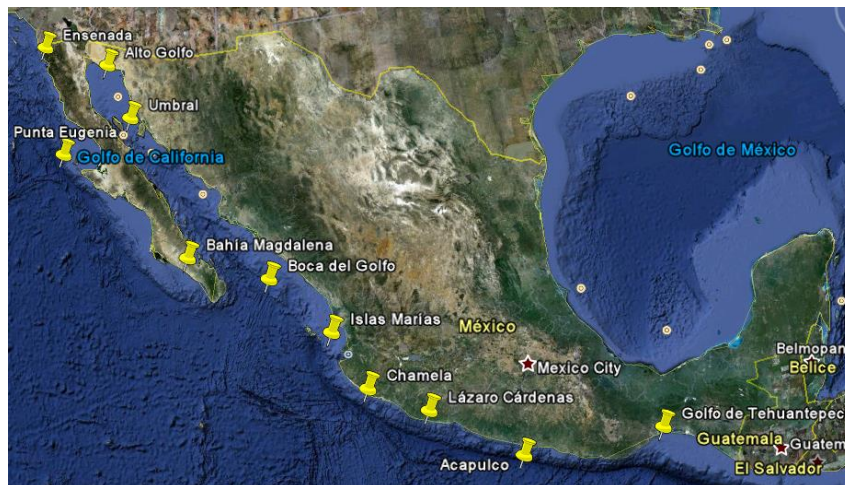 Ensenada
Alto Golfo
Umbral
Punta Eugenia
Golfo de California
Golfo de México
Bahía Magdalena
Boca del Golfo
Islas Marías
México
Belmopan
Mexico City
Belice
Chamela
Lázaro Cárdenas
Golfo de Tehuantepec
Guatemala
Guatem
Acapulco
El Salvador